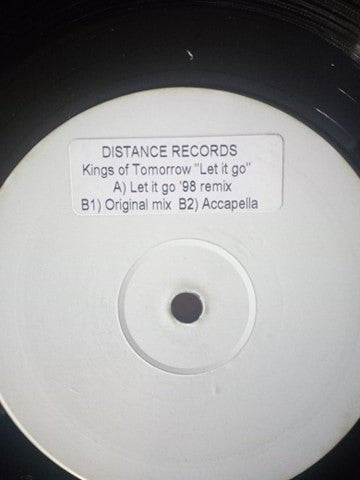 DISTANCE RECORDS
Kings of Tomorrow "Let it go"
A) Let it go '98 remix
B1) Original mix B2) Accapella